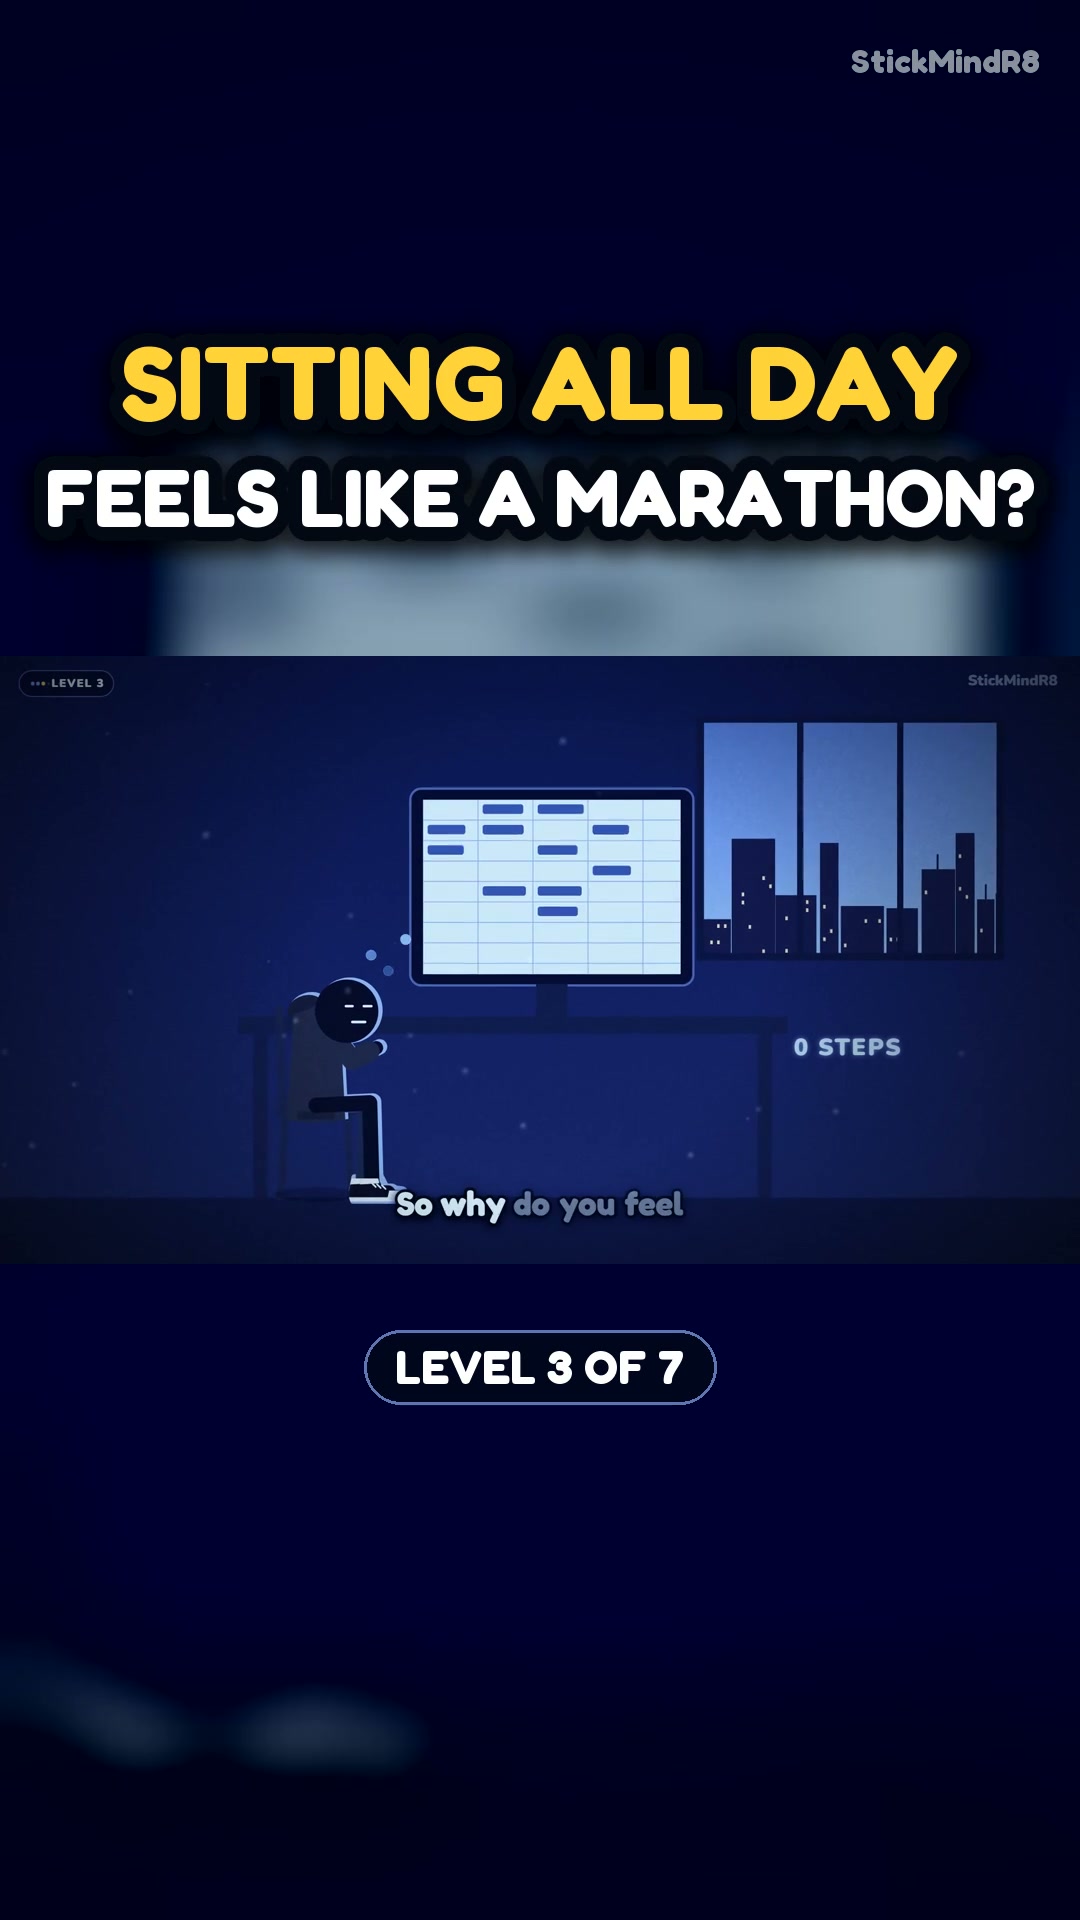 StickMindR8
SITTING ALL DAY
FEELS LIKE A MARATHON?
LEVEL 3
StickMindR8
0 STEPS
So why do you feel
LEVEL 3 OF 7